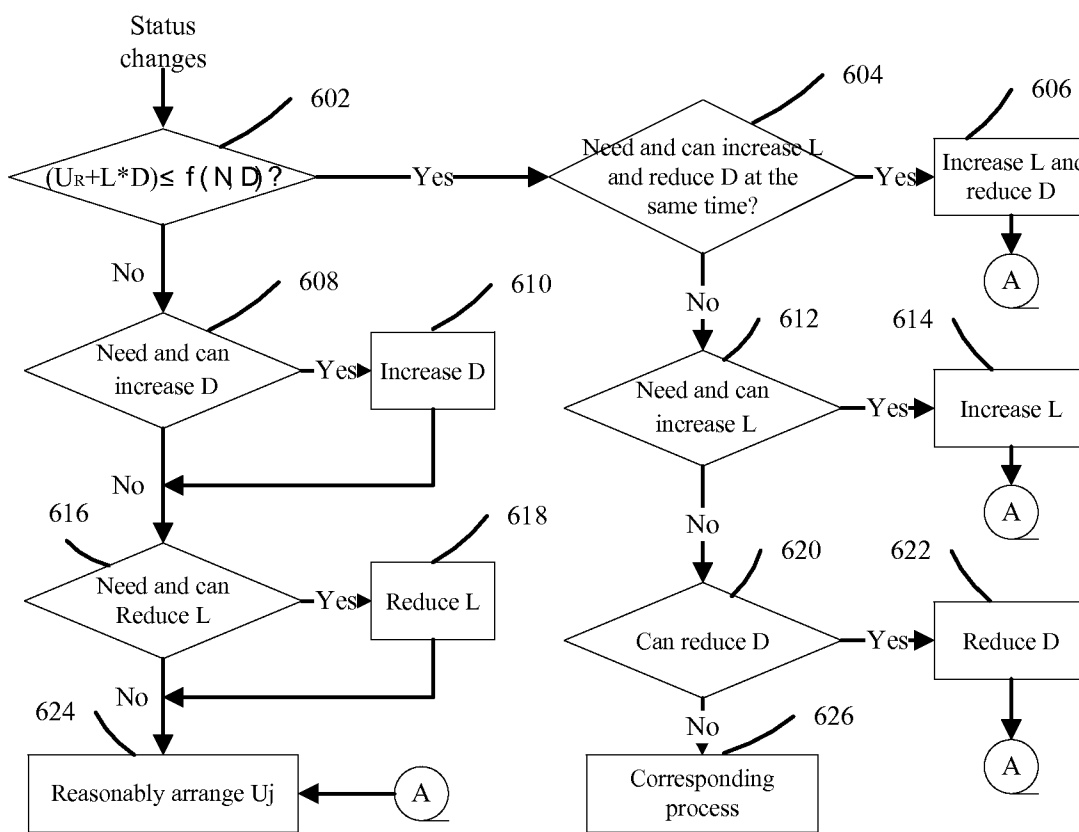 Status
changes
602
(UR+L*D)≤ f(N,D)?
Yes
604
Need and can increase L
and reduce D at the
same time?
Yes
606
Increase L and
reduce D
A
No
No
608
Need and can
increase D
Yes
610
Increase D
612
Need and can
increase L
Yes
614
Increase L
A
No
No
616
Need and can
Reduce L
Yes
618
Reduce L
620
Can reduce D
Yes
622
Reduce D
A
No
No
624
Reasonably arrange Uj
A
626
Corresponding
process